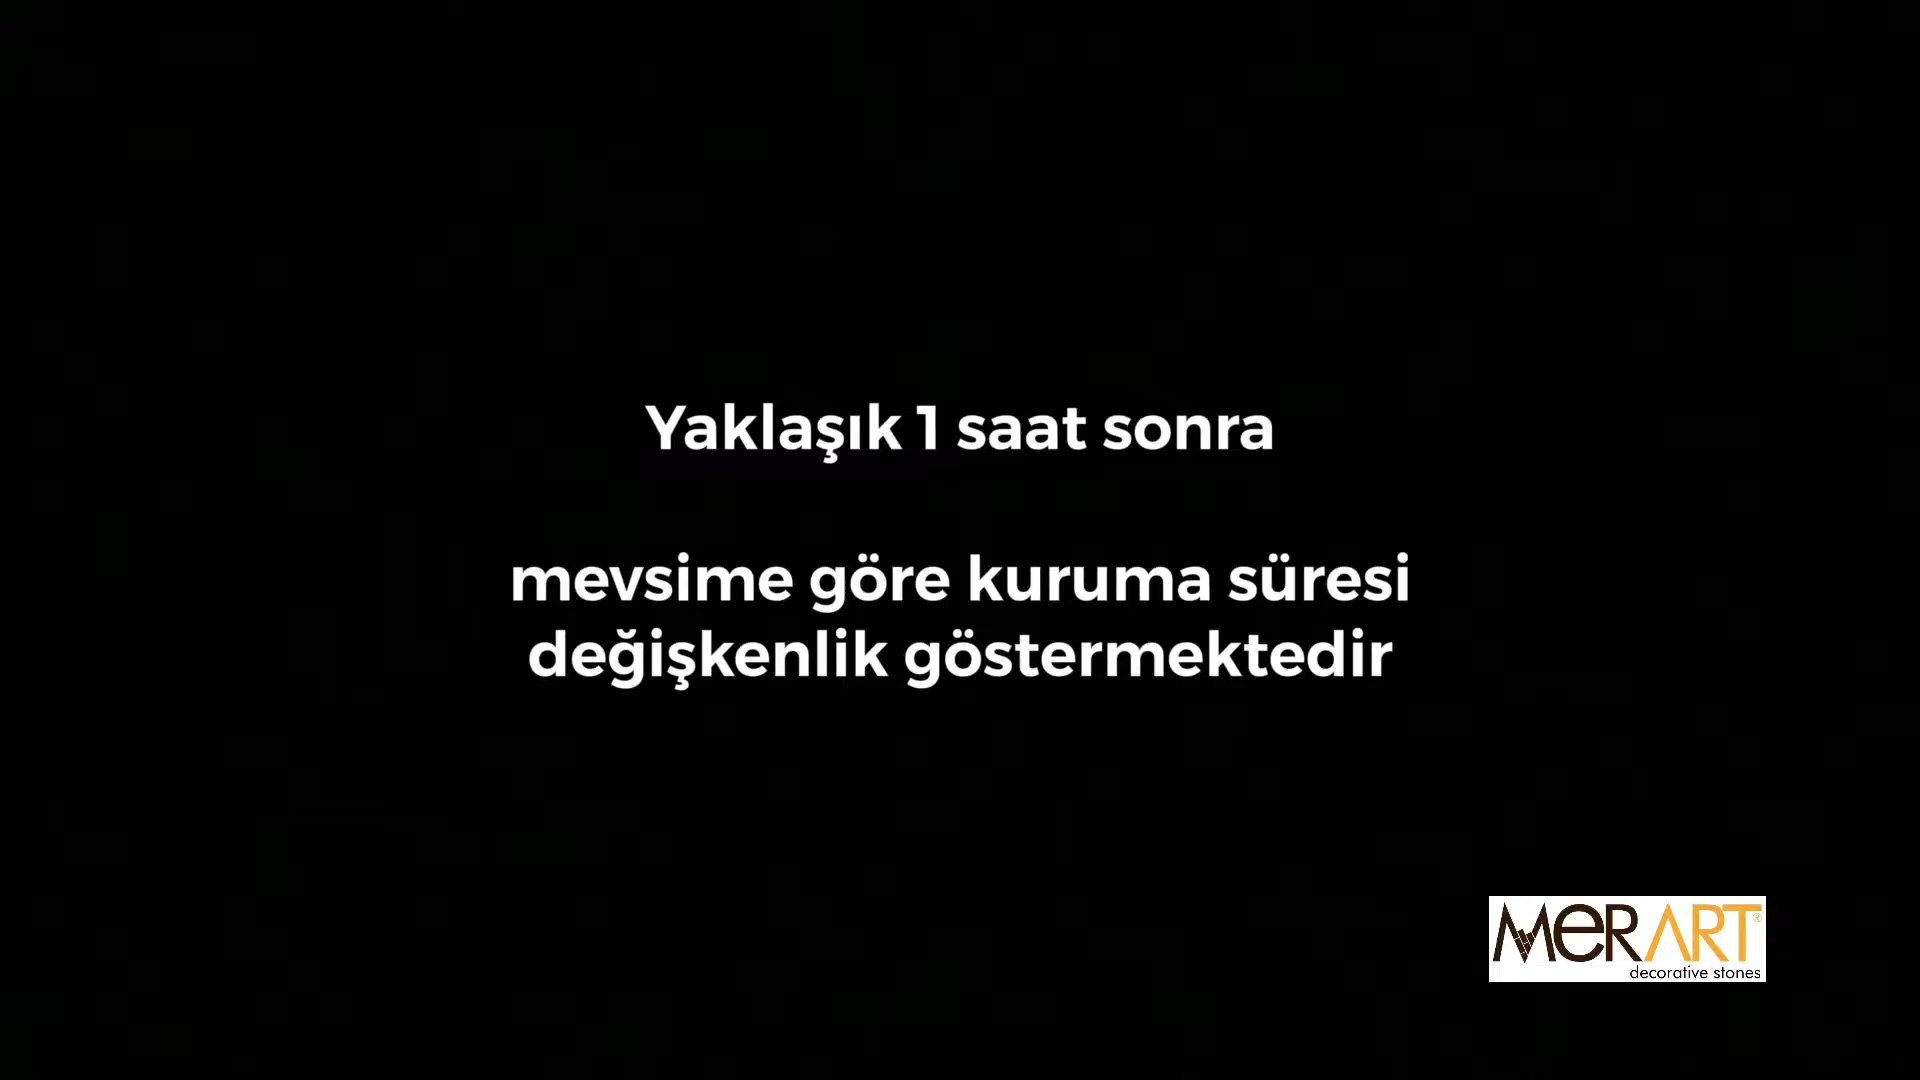 Yaklaşık 1 saat sonra
mevsime göre kuruma süresi
değişkenlik göstermektedir
MERART®
decorative stones